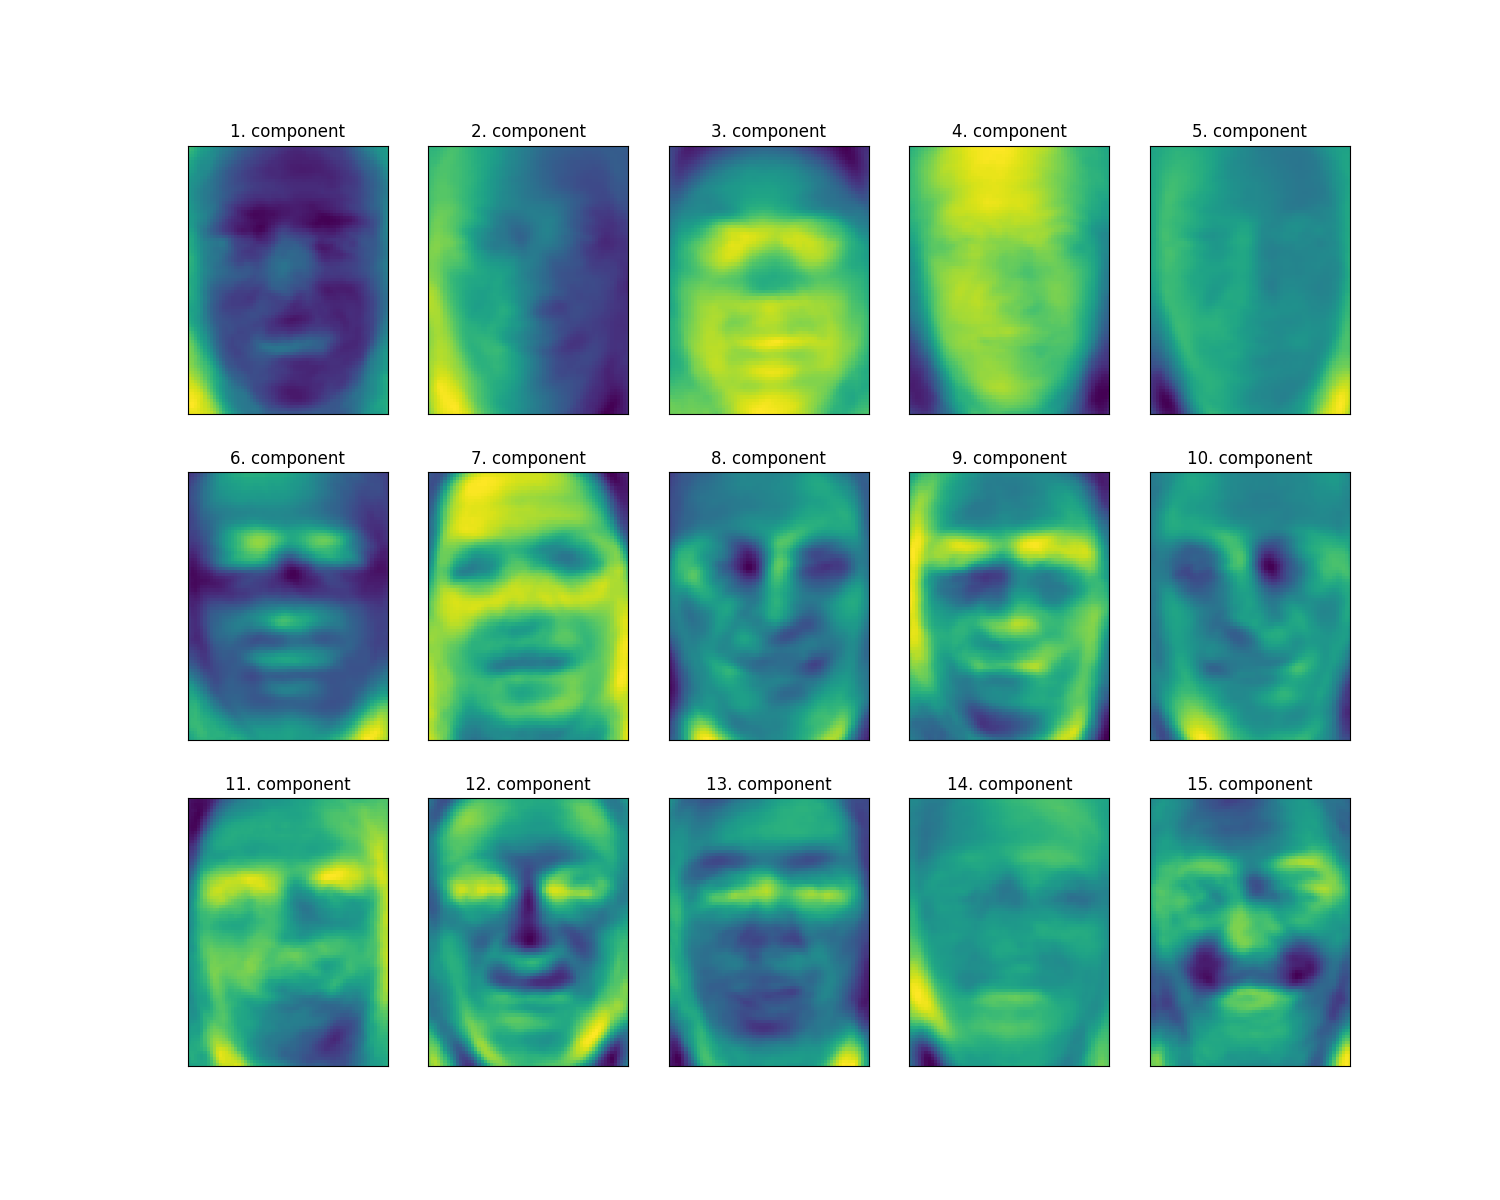 1. component
2. component
3. component
4. component
5. component
6. component
7. component
8. component
9. component
10. component
11. component
12. component
13. component
14. component
15. component